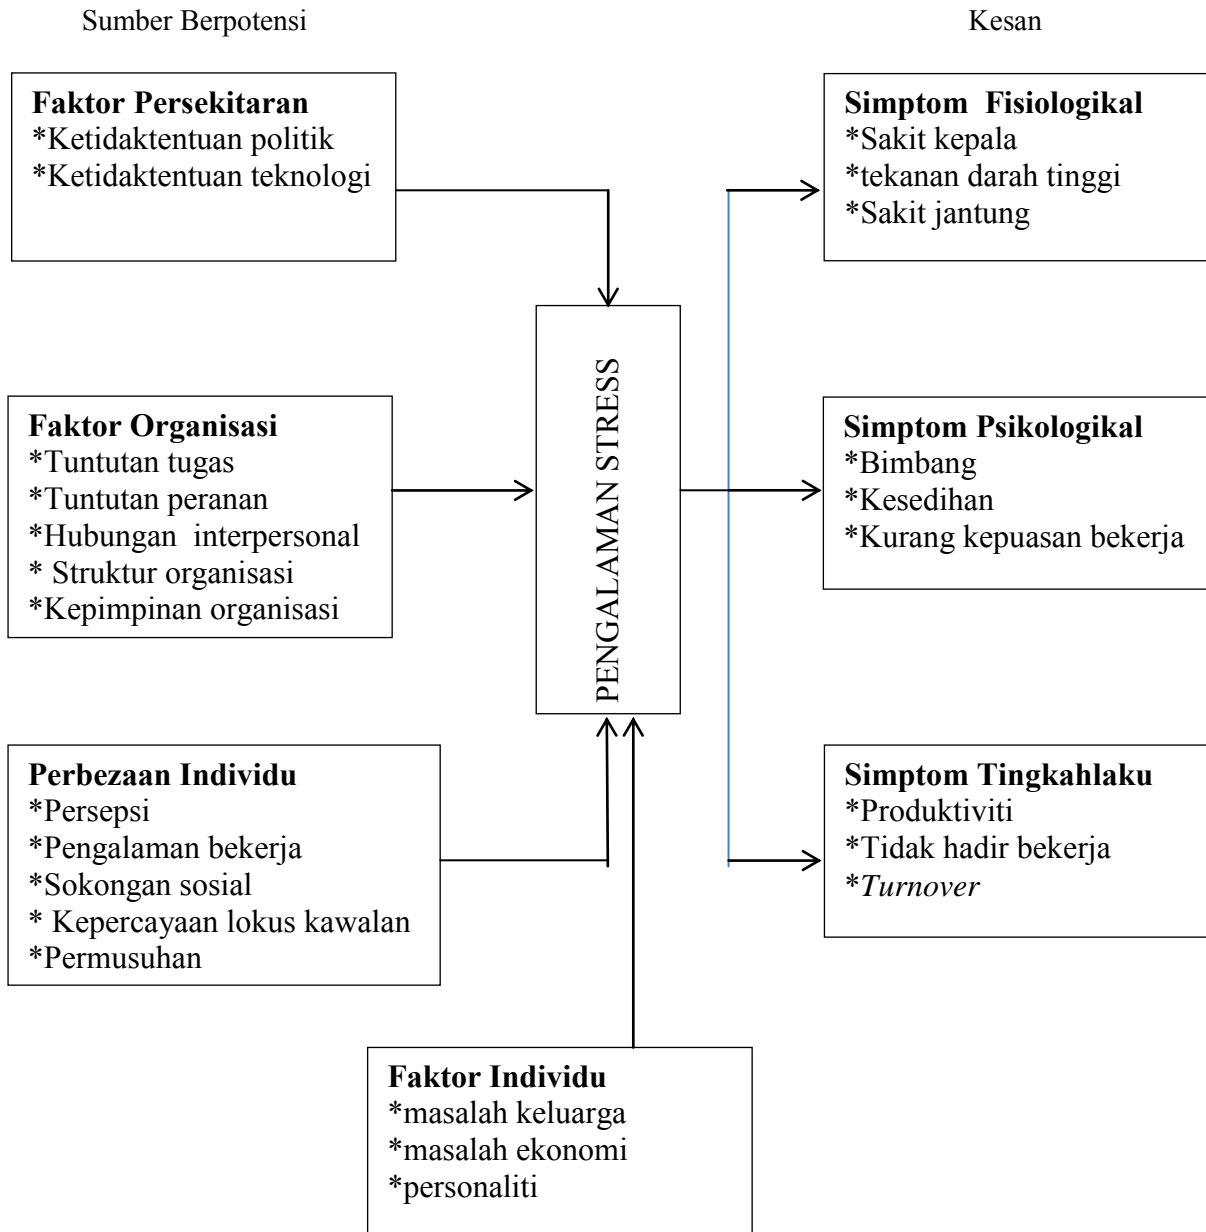 Sumber Berpotensi
Kesan
Faktor Persekitaran
*Ketidaktentuan politik
*Ketidaktentuan teknologi
Simptom Fisiologikal
*Sakit kepala
*tekanan darah tinggi
*Sakit jantung
Faktor Organisasi
*Tuntutan tugas
*Tuntutan peranan
*Hubungan interpersonal
* Struktur organisasi
*Kepimpinan organisasi
PENGALAMAN STRESS
Simptom Psikologikal
*Bimbang
*Kesedihan
*Kurang kepuasan bekerja
Perbezaan Individu
*Persepsi
*Pengalaman bekerja
*Sokongan sosial
* Kepercayaan lokus kawalan
*Permusuhan
Simptom Tingkahlaku
*Produktiviti
*Tidak hadir bekerja
*Turnover
Faktor Individu
*masalah keluarga
*masalah ekonomi
*personaliti